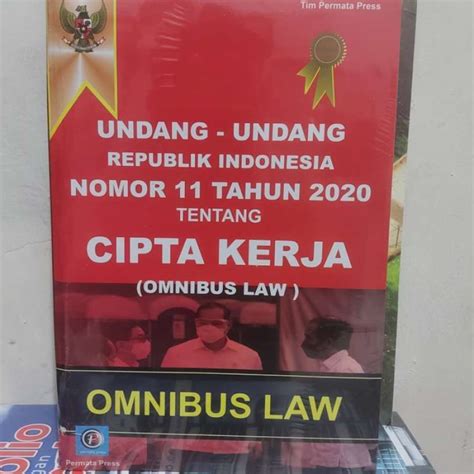 Tim Permata Press
UNDANG - UNDANG
REPUBLIK INDONESIA
NOMOR 11 TAHUN 2020
TENTANG
CIPTA KERJA
(OMNIBUS LAW )
OMNIBUS LAW
Permata Press